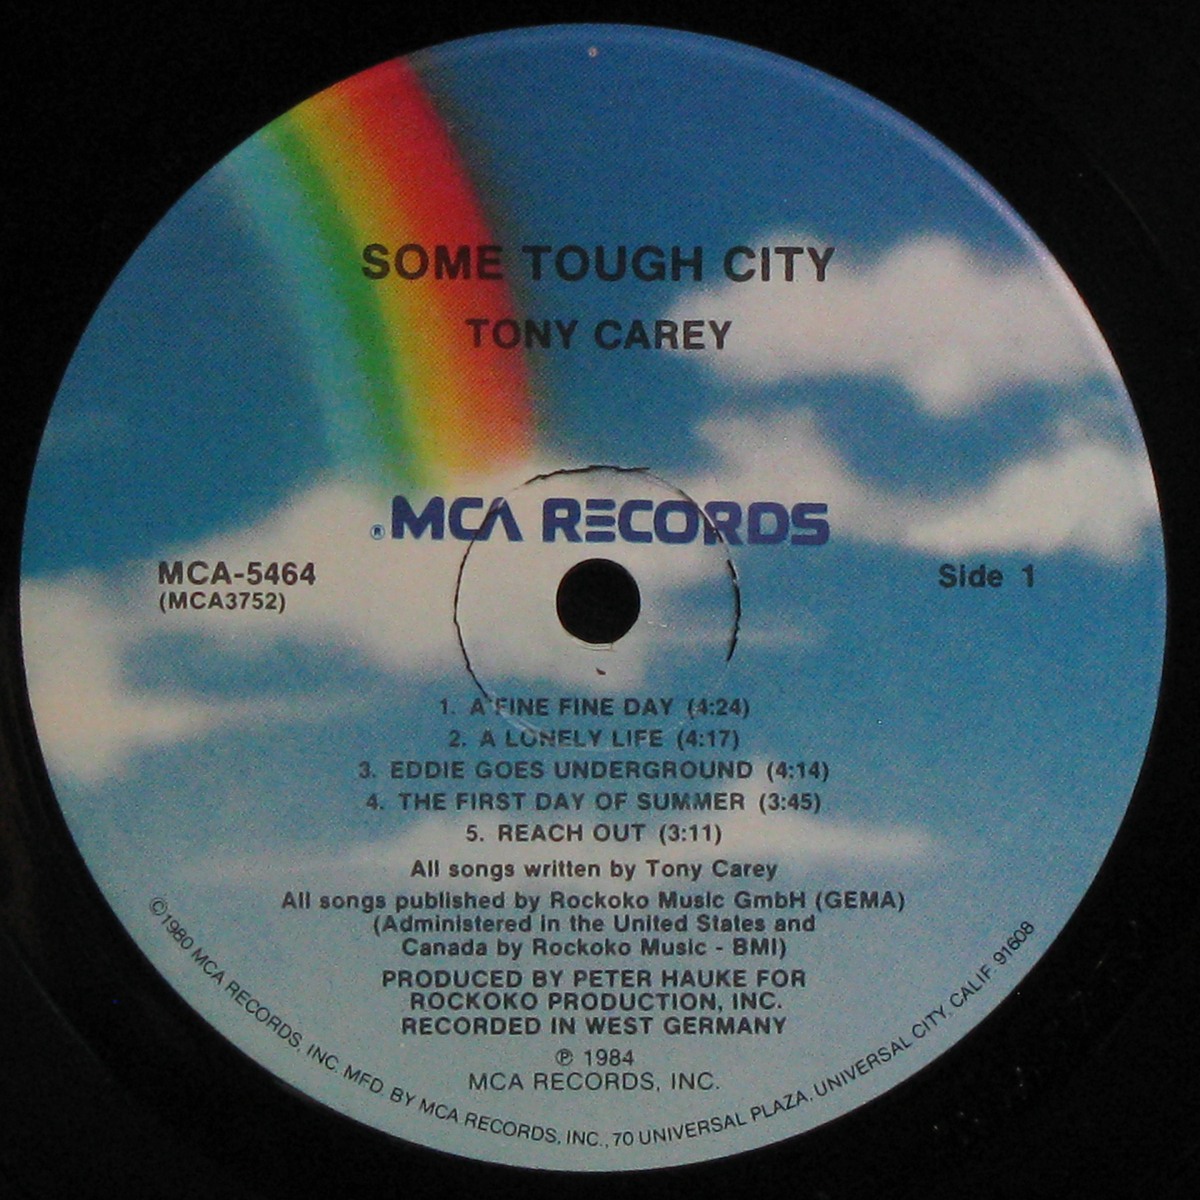 SOME TOUGH CITY
TONY CAREY
® MCA RECORDS
MCA-5464
(MCA3752)
Side 1
1. A FINE FINE DAY (4:24)
2. A LONELY LIFE (4:17)
3. EDDIE GOES UNDERGROUND (4:14)
4. THE FIRST DAY OF SUMMER (3:45)
5. REACH OUT (3:11)
All songs written by Tony Carey
All songs published by Rockoko Music GmbH (GEMA)
(Administered in the United States and
Canada by Rockoko Music - BMI)
PRODUCED BY PETER HAUKE FOR
ROCKOKO PRODUCTION, INC.
RECORDED IN WEST GERMANY
℗ 1984
MCA RECORDS, INC.
©1980 MCA RECORDS, INC. MFD. BY MCA RECORDS, INC., 70 UNIVERSAL PLAZA, UNIVERSAL CITY, CALIF. 91608